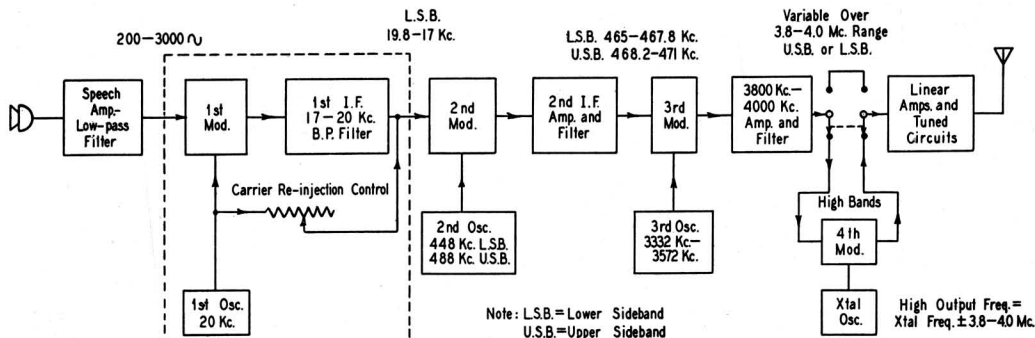 200–3000∿
L.S.B.
19.8–17 Kc.
L.S.B. 465–467.8 Kc.
U.S.B. 468.2–471 Kc.
Variable Over
3.8–4.0 Mc. Range
U.S.B. or L.S.B.
Speech
Amp.–
Low-pass
Filter
1st
Mod.
1st I.F.
17–20 Kc.
B.P. Filter
2nd
Mod.
2nd I.F.
Amp. and
Filter
3rd
Mod.
3800 Kc.–
4000 Kc.
Amp. and
Filter
Linear
Amps. and
Tuned
Circuits
Carrier Re-injection Control
High Bands
2nd Osc.
448 Kc. L.S.B.
488 Kc. U.S.B.
3rd Osc.
3332 Kc.–
3572 Kc.
4th
Mod.
1st Osc.
20 Kc.
Note: L.S.B.=Lower Sideband
U.S.B.=Upper Sideband
Xtal
Osc.
High Output Freq.=
Xtal Freq. ± 3.8–4.0 Mc.